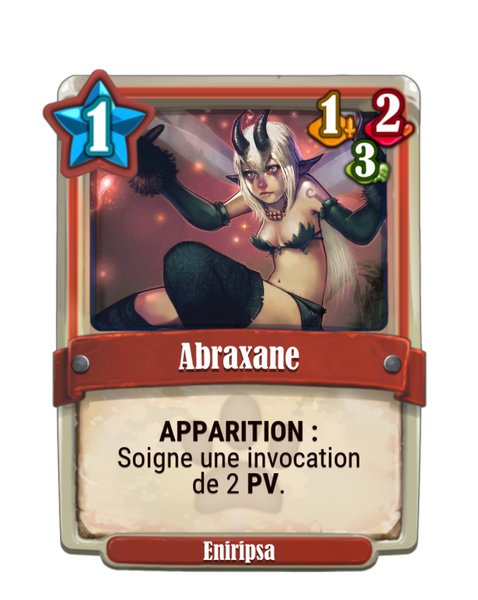 1
1
2
3
Abraxane
APPARITION :
Soigne une invocation
de 2 PV.
Eniripsa